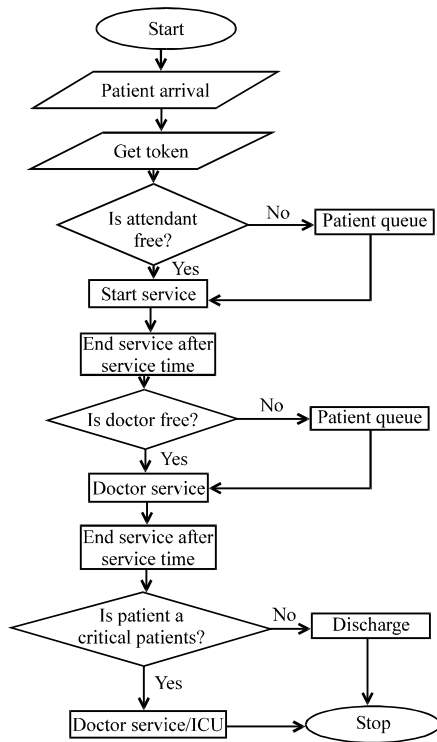 Start
Patient arrival
Get token
Is attendant
free?
No
Patient queue
Yes
Start service
End service after
service time
Is doctor free?
No
Patient queue
Yes
Doctor service
End service after
service time
Is patient a
critical patients?
No
Discharge
Yes
Doctor service/ICU
Stop